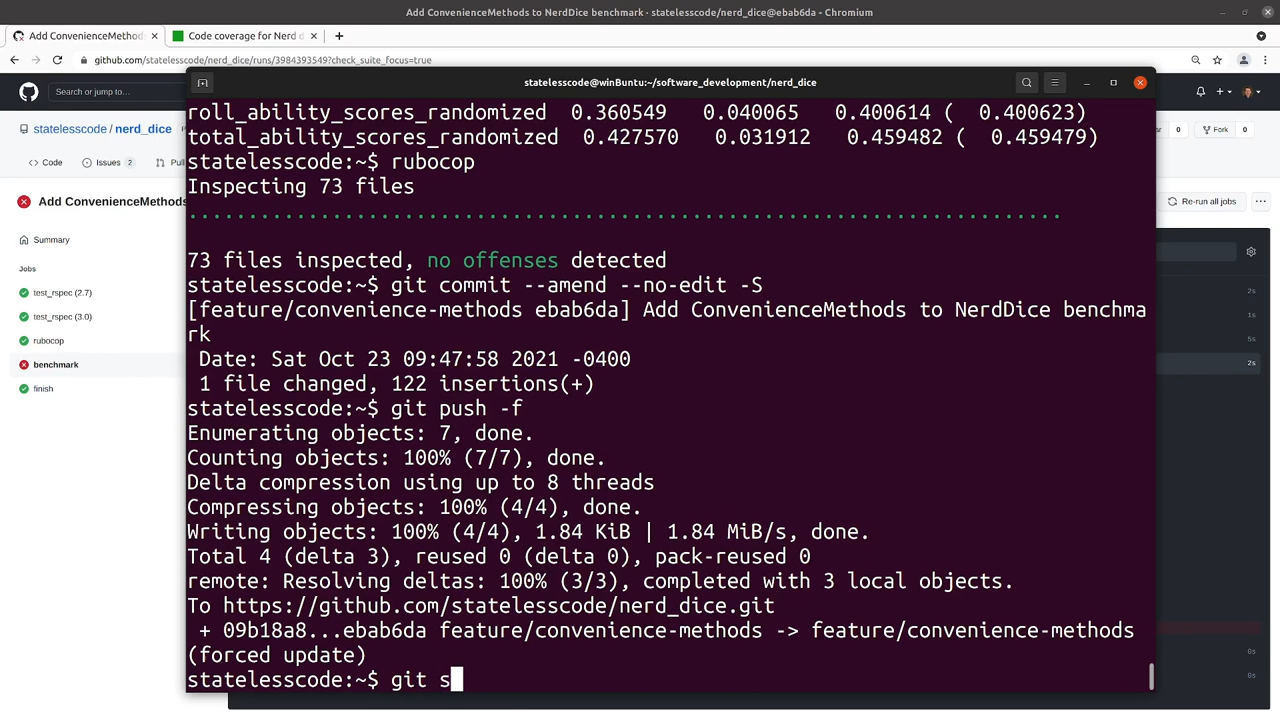 Add ConvenienceMethods to NerdDice benchmark · statelesscode/nerd_dice@ebab6da - Chromium
Add ConvenienceMethods
Code coverage for Nerd d
github.com/statelesscode/nerd_dice/runs/3984393549?check_suite_focus=true
Search or jump to…
statelesscode / nerd_dice
0
Fork 0
Code
Issues 2
Add ConvenienceMethods
Re-run all jobs
Summary
Jobs
test_rspec (2.7)
test_rspec (3.0)
rubocop
benchmark
finish
2s
1s
5s
2s
0s
0s
statelesscode@winBuntu:~/software_development/nerd_dice
roll_ability_scores_randomized 0.360549 0.040065 0.400614 ( 0.400623)
total_ability_scores_randomized 0.427570 0.031912 0.459482 ( 0.459479)
statelesscode:~$ rubocop
Inspecting 73 files
.........................................................................
73 files inspected, no offenses detected
statelesscode:~$ git commit --amend --no-edit -S
[feature/convenience-methods ebab6da] Add ConvenienceMethods to NerdDice benchma
rk
Date: Sat Oct 23 09:47:58 2021 -0400
1 file changed, 122 insertions(+)
statelesscode:~$ git push -f
Enumerating objects: 7, done.
Counting objects: 100% (7/7), done.
Delta compression using up to 8 threads
Compressing objects: 100% (4/4), done.
Writing objects: 100% (4/4), 1.84 KiB | 1.84 MiB/s, done.
Total 4 (delta 3), reused 0 (delta 0), pack-reused 0
remote: Resolving deltas: 100% (3/3), completed with 3 local objects.
To https://github.com/statelesscode/nerd_dice.git
+ 09b18a8...ebab6da feature/convenience-methods -> feature/convenience-methods
(forced update)
statelesscode:~$ git s